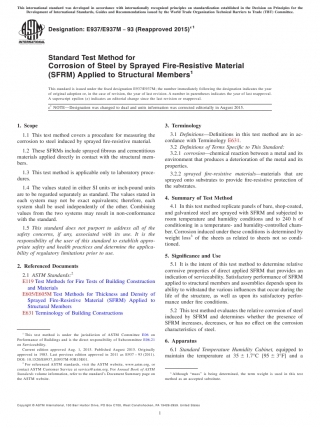 This international standard was developed in accordance with internationally recognized principles on standardization established in the Decision on Principles for the
Development of International Standards, Guides and Recommendations issued by the World Trade Organization Technical Barriers to Trade (TBT) Committee.
Designation: E937/E937M − 93 (Reapproved 2015)ε1
INTERNATIONAL
Standard Test Method for
Corrosion of Steel by Sprayed Fire-Resistive Material
(SFRM) Applied to Structural Members1
This standard is issued under the fixed designation E937/E937M; the number immediately following the designation indicates the year
of original adoption or, in the case of revision, the year of last revision. A number in parentheses indicates the year of last reapproval.
A superscript epsilon (ε) indicates an editorial change since the last revision or reapproval.
ε1 NOTE—Designation was changed to dual and units information was corrected editorially in August 2015.
1. Scope
1.1 This test method covers a procedure for measuring the
corrosion to steel induced by sprayed fire-resistive material.
1.2 These SFRMs include sprayed fibrous and cementitious
materials applied directly in contact with the structural mem-
bers.
1.3 This test method is applicable only to laboratory proce-
dures.
1.4 The values stated in either SI units or inch-pound units
are to be regarded separately as standard. The values stated in
each system may not be exact equivalents; therefore, each
system shall be used independently of the other. Combining
values from the two systems may result in non-conformance
with the standard.
1.5 This standard does not purport to address all of the
safety concerns, if any, associated with its use. It is the
responsibility of the user of this standard to establish appro-
priate safety and health practices and determine the applica-
bility of regulatory limitations prior to use.
2. Referenced Documents
2.1 ASTM Standards:2
E119 Test Methods for Fire Tests of Building Construction
and Materials
E605/E605M Test Methods for Thickness and Density of
Sprayed Fire-Resistive Material (SFRM) Applied to
Structural Members
E631 Terminology of Building Constructions
1 This test method is under the jurisdiction of ASTM Committee E06 on
Performance of Buildings and is the direct responsibility of Subcommittee E06.21
on Serviceability.
Current edition approved Aug. 1, 2015. Published August 2015. Originally
approved in 1983. Last previous edition approved in 2011 as E937 – 93 (2011).
2 For referenced ASTM standards, visit the ASTM website, www.astm.org, or
contact ASTM Customer Service at service@astm.org. For Annual Book of ASTM
Standards volume information, refer to the standard's Document Summary page on
the ASTM website.
3. Terminology
3.1 Definitions—Definitions in this test method are in ac-
cordance with Terminology E631.
3.2 Definitions of Terms Specific to This Standard:
3.2.1 corrosion—chemical reaction between a metal and its
environment that produces a deterioration of the metal and its
properties.
3.2.2 sprayed fire-resistive materials—materials that are
sprayed onto substrates to provide fire-resistive protection of
the substrates.
4. Summary of Test Method
4.1 In this test method replicate panels of bare, shop-coated,
and galvanized steel are sprayed with SFRM and subjected to
room temperature and humidity conditions and to 240 h of
conditioning in a temperature- and humidity-controlled cham-
ber. Corrosion induced under these conditions is determined by
weight loss3 of the sheets as related to sheets not so condi-
tioned.
5. Significance and Use
5.1 It is the intent of this test method to determine relative
corrosive properties of direct applied SFRM that provides an
indication of serviceability. Satisfactory performance of SFRM
applied to structural members and assemblies depends upon its
ability to withstand the various influences that occur during the
life of the structure, as well as upon its satisfactory perfor-
mance under fire conditions.
5.2 This test method evaluates the relative corrosion of steel
induced by SFRM and determines whether the presence of
SFRM increases, decreases, or has no effect on the corrosion
characteristics of steel.
6. Apparatus
6.1 Standard Temperature Humidity Cabinet, equipped to
maintain the temperature at 35 ± 1.7°C [95 ± 3°F] and a
3 Although "mass" is being determined, the term weight is used in this test
method as an accepted substitute.
Copyright © ASTM International, 100 Barr Harbor Drive, PO Box C700, West Conshohocken, PA 19428-2959. United States
1